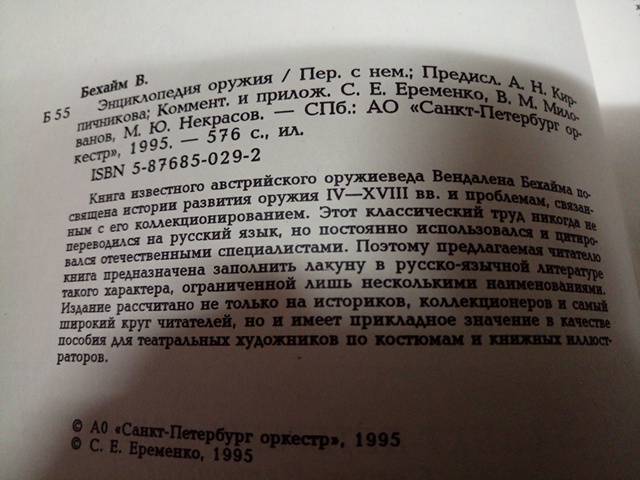 Бехайм В.
Б 55 Энциклопедия оружия / Пер. с нем.; Предисл. А. Н. Кир-
пичникова; Коммент. и прилож. С. Е. Еременко, В. М. Мило-
ванов, М. Ю. Некрасов. — СПб.: АО «Санкт-Петербург ор-
кестр», 1995. — 576 с., ил.
ISBN 5-87685-029-2
Книга известного австрийского оружиеведа Вендалена Бехайма по-
священа истории развития оружия IV—XVIII вв. и проблемам, связан-
ным с его коллекционированием. Этот классический труд никогда не
переводился на русский язык, но постоянно использовался и цитиро-
вался отечественными специалистами. Поэтому предлагаемая читателю
книга предназначена заполнить лакуну в русско-язычной литературе
такого характера, ограниченной лишь несколькими наименованиями.
Издание рассчитано не только на историков, коллекционеров и самый
широкий круг читателей, но и имеет прикладное значение в качестве
пособия для театральных художников по костюмам и книжных иллюст-
раторов.
© АО «Санкт-Петербург оркестр», 1995
© С. Е. Еременко, 1995